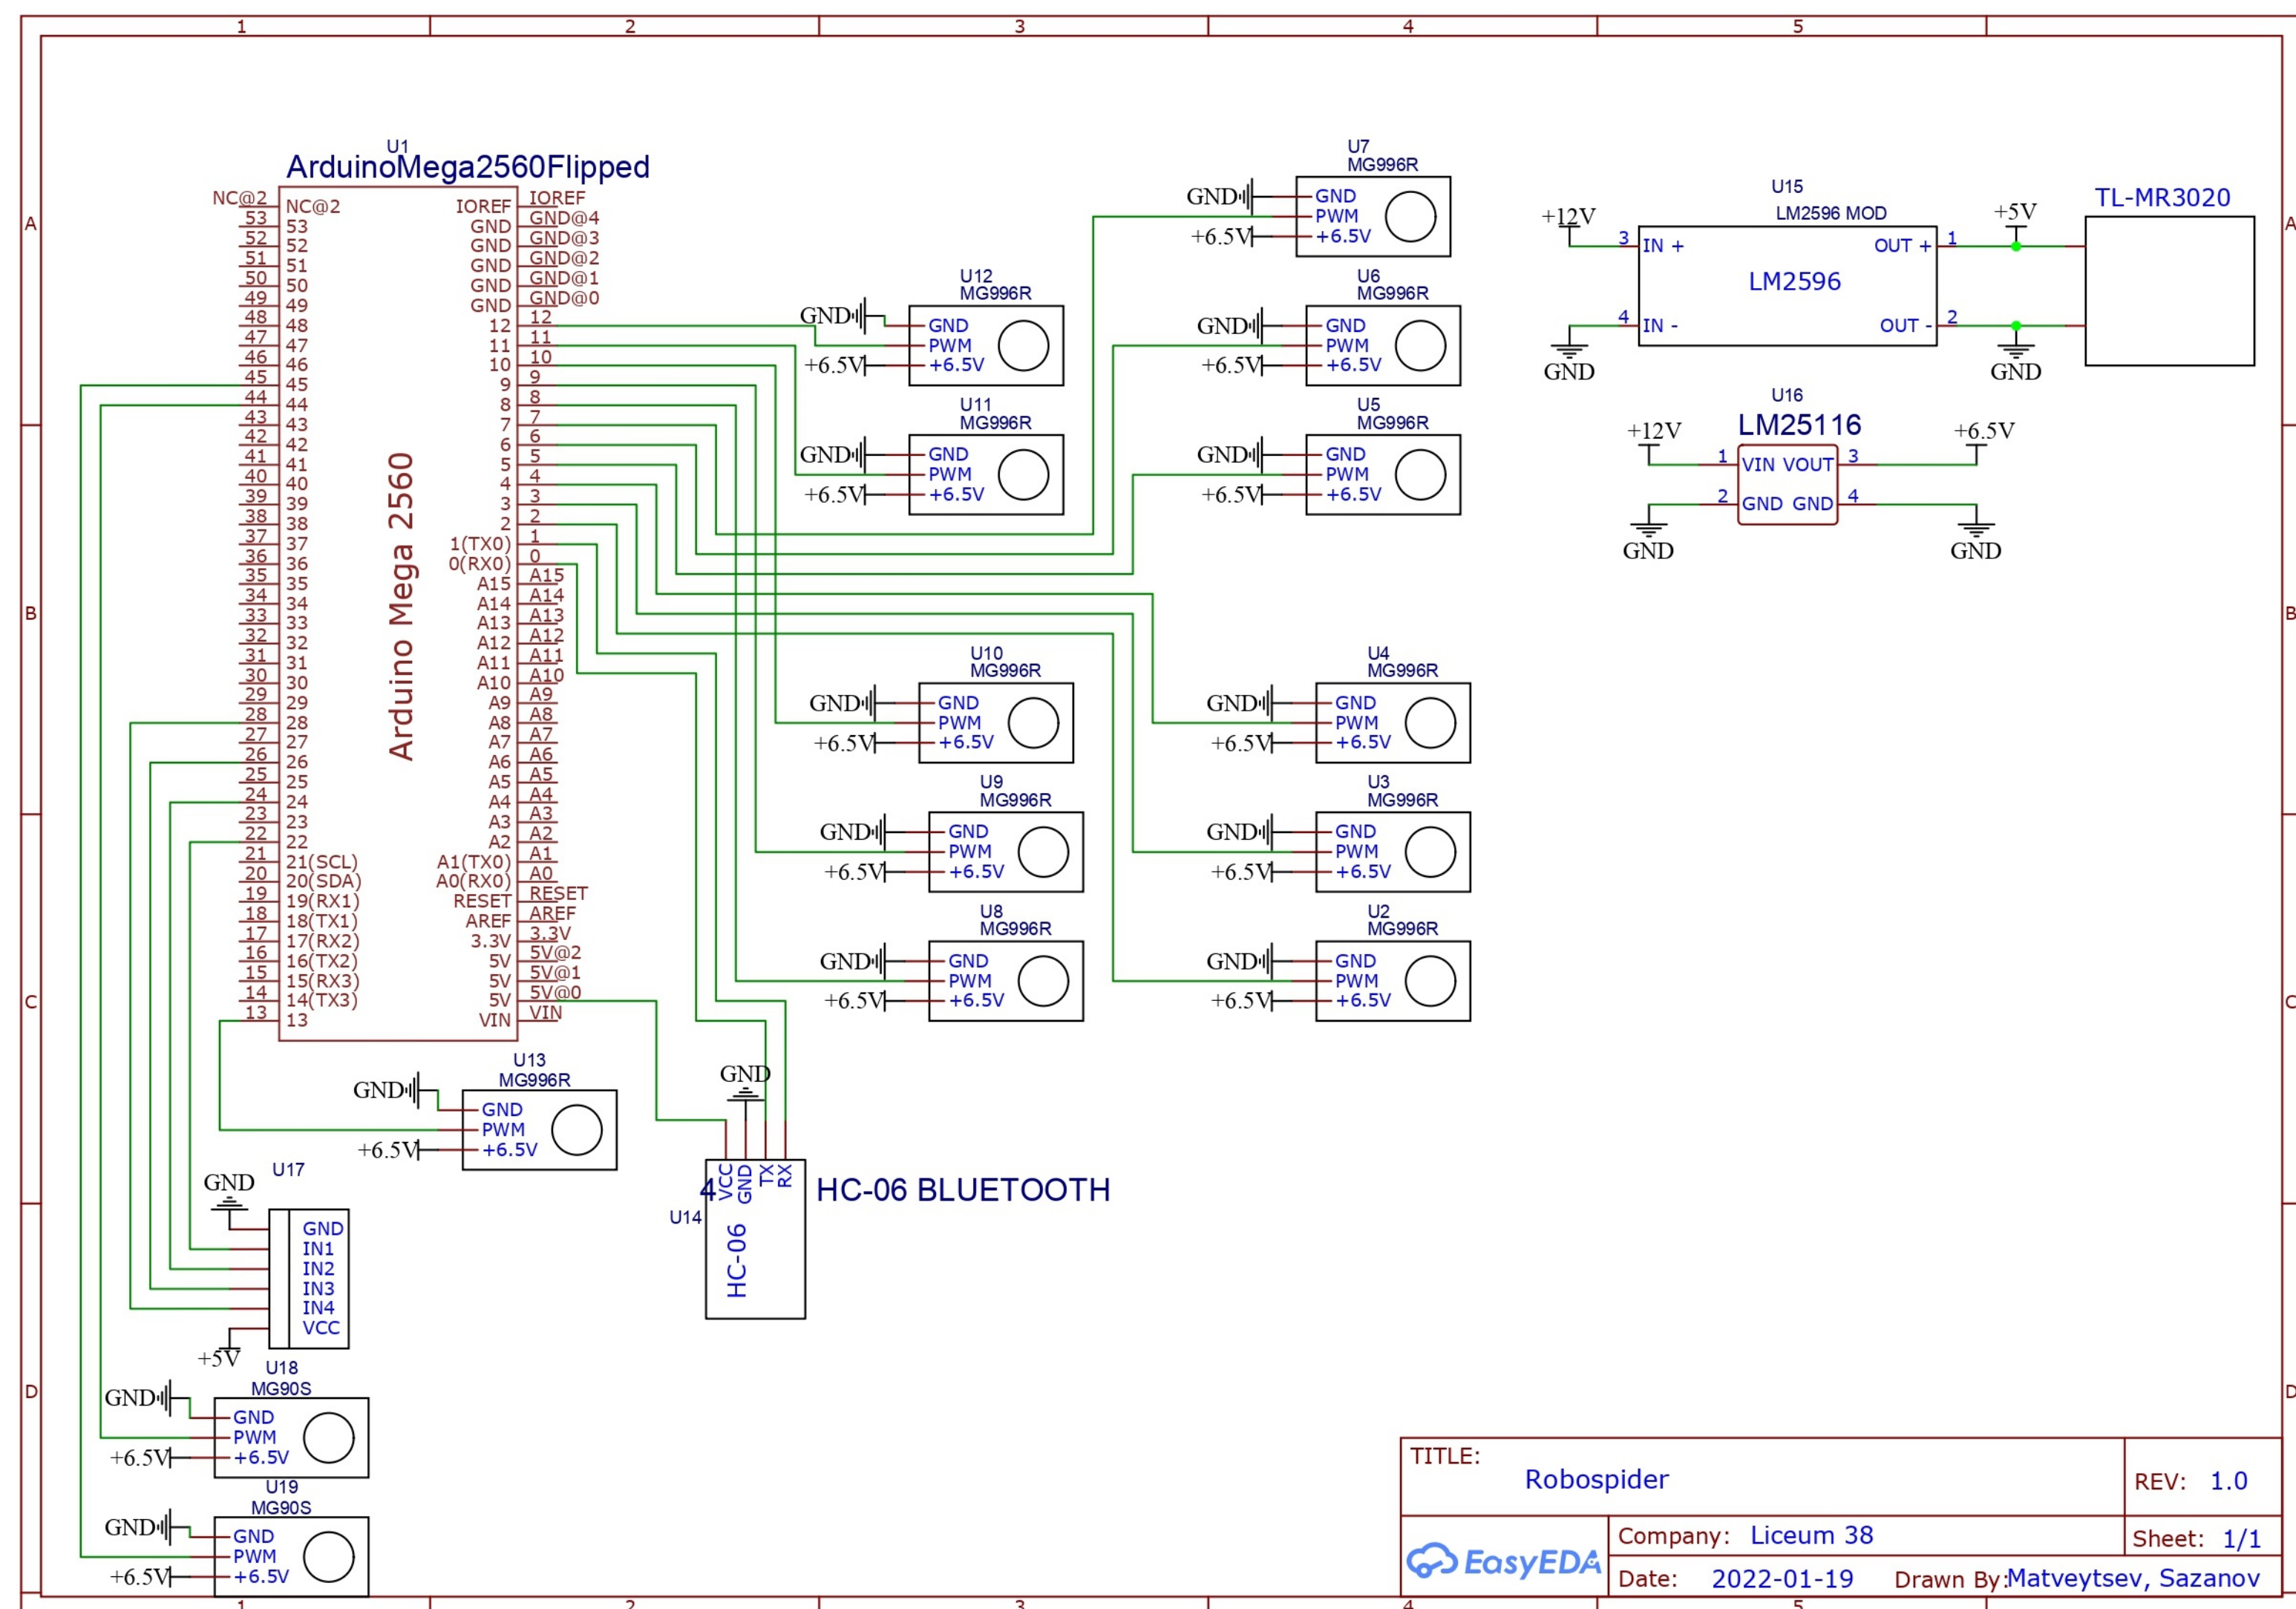 1 2 3 4 5
A
B
C
D
U1
ArduinoMega2560Flipped
Arduino Mega 2560
NC@2 NC@2 IOREF IOREF
53 53 GND GND@4
52 52 GND GND@3
51 51 GND GND@2
50 50 GND GND@1
49 49 GND GND@0
48 48 12 12
47 47 11 11
46 46 10 10
45 45 9 9
44 44 8 8
43 43 7 7
42 42 6 6
41 41 5 5
40 40 4 4
39 39 3 3
38 38 2 2
37 37 1(TX0) 1
36 36 0(RX0) 0
35 35 A15 A15
34 34 A14 A14
33 33 A13 A13
32 32 A12 A12
31 31 A11 A11
30 30 A10 A10
29 29 A9 A9
28 28 A8 A8
27 27 A7 A7
26 26 A6 A6
25 25 A5 A5
24 24 A4 A4
23 23 A3 A3
22 22 A2 A2
21 21(SCL) A1(TX0) A1
20 20(SDA) A0(RX0) A0
19 19(RX1) RESET RESET
18 18(TX1) AREF AREF
17 17(RX2) 3.3V 3.3V
16 16(TX2) 5V 5V@2
15 15(RX3) 5V 5V@1
14 14(TX3) 5V 5V@0
13 13 VIN VIN
U12
MG996R
GND GND
PWM
+6.5V +6.5V
U11
MG996R
GND GND
PWM
+6.5V +6.5V
U7
MG996R
GND GND
PWM
+6.5V +6.5V
U6
MG996R
GND GND
PWM
+6.5V +6.5V
U5
MG996R
GND GND
PWM
+6.5V +6.5V
U10
MG996R
GND GND
PWM
+6.5V +6.5V
U9
MG996R
GND GND
PWM
+6.5V +6.5V
U8
MG996R
GND GND
PWM
+6.5V +6.5V
U4
MG996R
GND GND
PWM
+6.5V +6.5V
U3
MG996R
GND GND
PWM
+6.5V +6.5V
U2
MG996R
GND GND
PWM
+6.5V +6.5V
U15
LM2596 MOD
+12V 3 IN + OUT + 1 +5V
LM2596
4 IN - OUT - 2
GND GND
TL-MR3020
U16
LM25116
+12V +6.5V
1 VIN VOUT 3
2 GND GND 4
GND GND
U13
MG996R
GND GND
PWM
+6.5V +6.5V
GND
VCC GND TX RX
4
U14
HC-06
HC-06 BLUETOOTH
U17
GND
GND
IN1
IN2
IN3
IN4
VCC
+5V
U18
MG90S
GND GND
PWM
+6.5V +6.5V
U19
MG90S
GND GND
PWM
+6.5V +6.5V
TITLE:
Robospider
REV: 1.0
EasyEDA
Company: Liceum 38
Sheet: 1/1
Date: 2022-01-19
Drawn By: Matveytsev, Sazanov
A
B
C
D
1 2 3 4 5